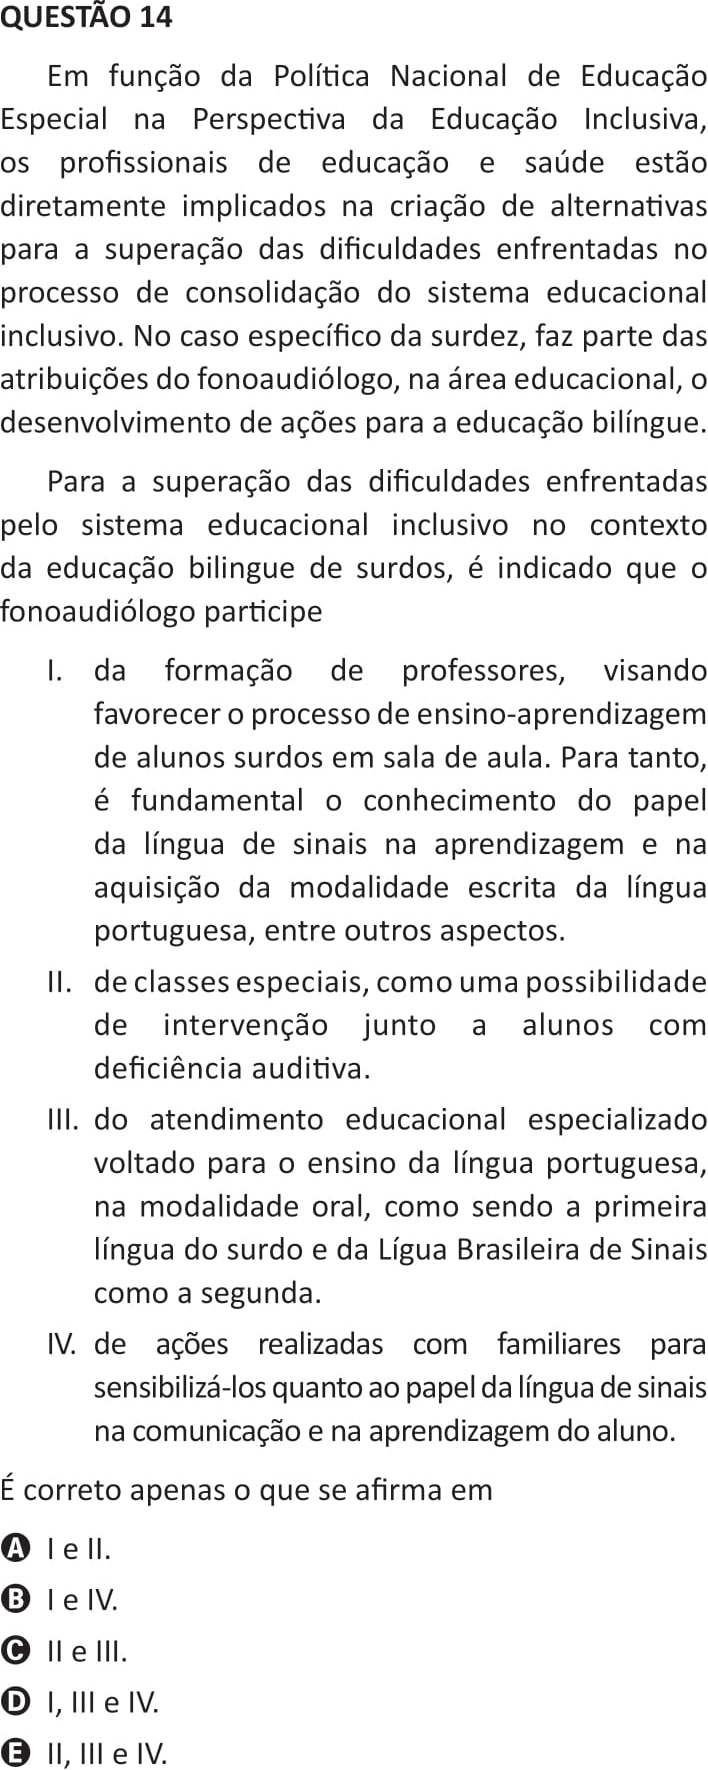 QUESTÃO 14
Em função da Política Nacional de Educação
Especial na Perspectiva da Educação Inclusiva,
os profissionais de educação e saúde estão
diretamente implicados na criação de alternativas
para a superação das dificuldades enfrentadas no
processo de consolidação do sistema educacional
inclusivo. No caso específico da surdez, faz parte das
atribuições do fonoaudiólogo, na área educacional, o
desenvolvimento de ações para a educação bilíngue.
Para a superação das dificuldades enfrentadas
pelo sistema educacional inclusivo no contexto
da educação bilingue de surdos, é indicado que o
fonoaudiólogo participe
I. da formação de professores, visando
favorecer o processo de ensino-aprendizagem
de alunos surdos em sala de aula. Para tanto,
é fundamental o conhecimento do papel
da língua de sinais na aprendizagem e na
aquisição da modalidade escrita da língua
portuguesa, entre outros aspectos.
II. de classes especiais, como uma possibilidade
de intervenção junto a alunos com
deficiência auditiva.
III. do atendimento educacional especializado
voltado para o ensino da língua portuguesa,
na modalidade oral, como sendo a primeira
língua do surdo e da Lígua Brasileira de Sinais
como a segunda.
IV. de ações realizadas com familiares para
sensibilizá-los quanto ao papel da língua de sinais
na comunicação e na aprendizagem do aluno.
É correto apenas o que se afirma em
A I e II.
B I e IV.
C II e III.
D I, III e IV.
E II, III e IV.